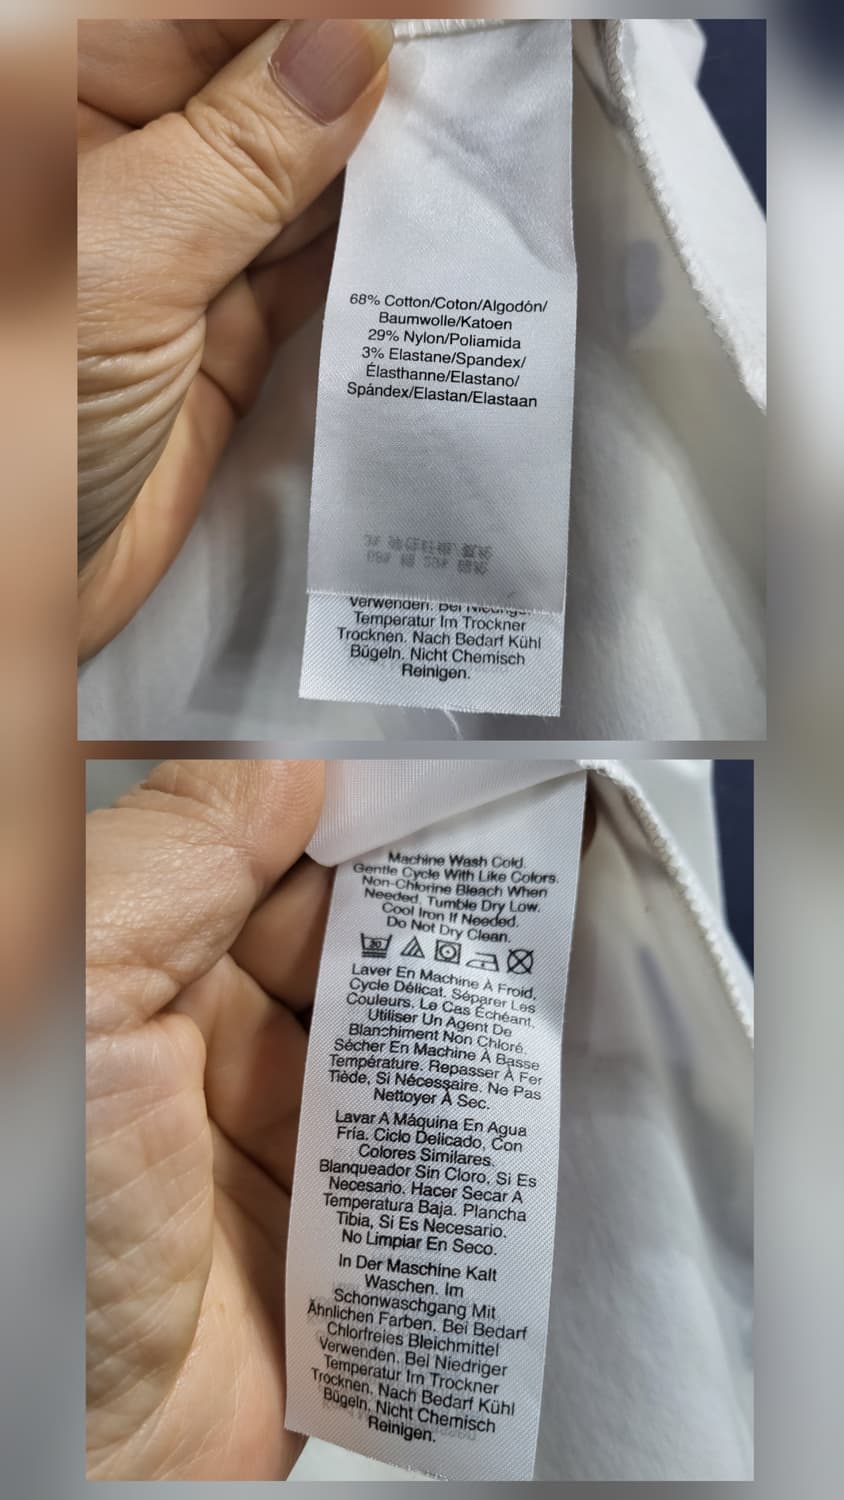 68% Cotton/Coton/Algodón/
Baumwolle/Katoen
29% Nylon/Poliamida
3% Elastane/Spandex/
Élasthanne/Elastano/
Spándex/Elastan/Elastaan
Verwenden. Bei
Temperatur Im Trockner
Trocknen. Nach Bedarf Kühl
Bügeln. Nicht Chemisch
Reinigen.
Machine Wash Cold.
Gentle Cycle With Like Colors.
Non-Chlorine Bleach When
Needed. Tumble Dry Low.
Cool Iron If Needed.
Do Not Dry Clean.
30
Laver En Machine À Froid,
Cycle Délicat. Séparer Les
Couleurs. Le Cas Échéant,
Utiliser Un Agent De
Blanchiment Non Chloré.
Sécher En Machine À Basse
Température. Repasser À Fer
Tiède, Si Nécessaire. Ne Pas
Nettoyer À Sec.
Lavar A Máquina En Agua
Fría. Ciclo Delicado, Con
Colores Similares.
Blanqueador Sin Cloro, Si Es
Necesario. Hacer Secar A
Temperatura Baja. Plancha
Tibia, Si Es Necesario.
No Limpiar En Seco.
In Der Maschine Kalt
Waschen. Im
Schonwaschgang Mit
Ähnlichen Farben. Bei Bedarf
Chlorfreies Bleichmittel
Verwenden. Bei Niedriger
Temperatur Im Trockner
Trocknen. Nach Bedarf Kühl
Bügeln. Nicht Chemisch
Reinigen.